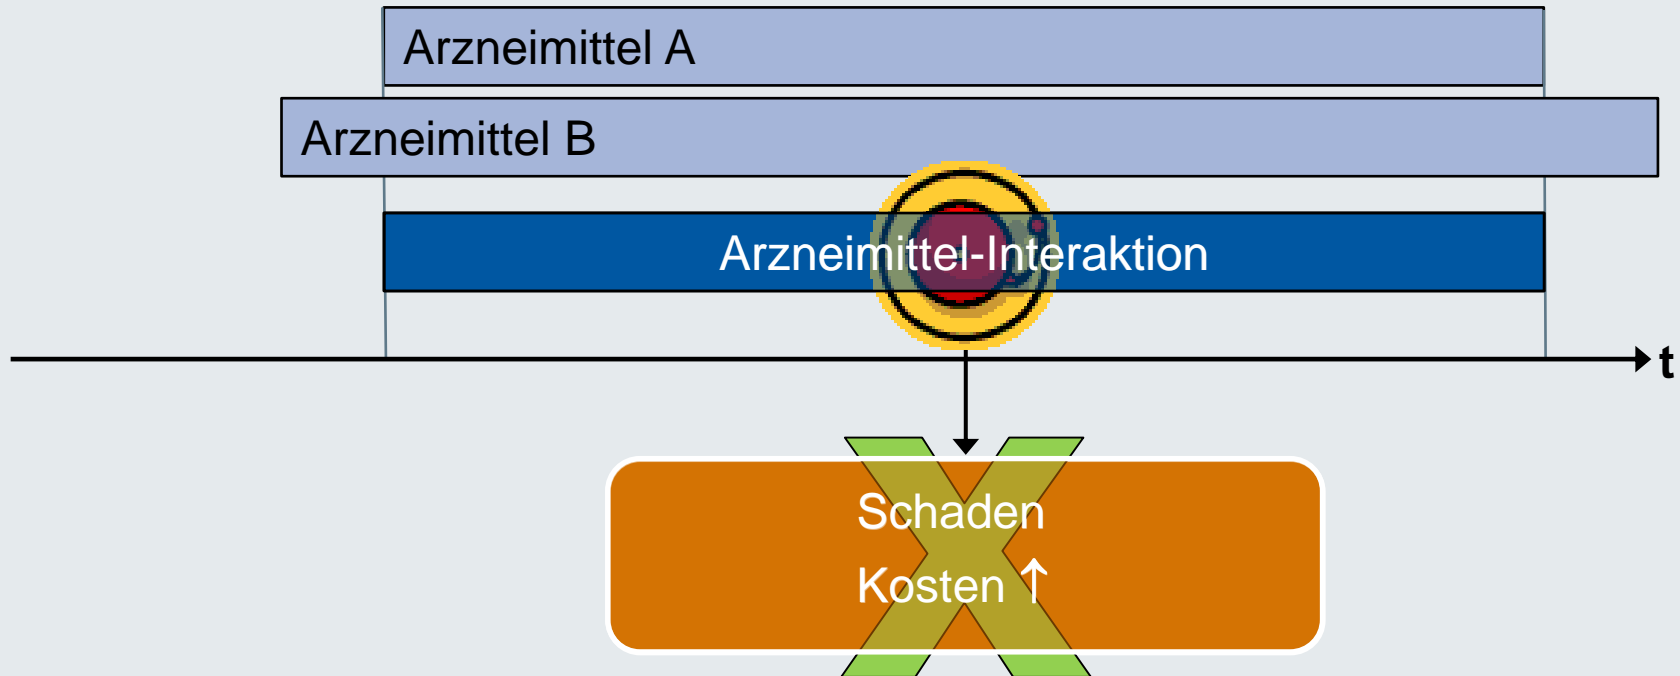 Arzneimittel A
Arzneimittel B
Arzneimittel-Interaktion
t
Schaden
Kosten ↑